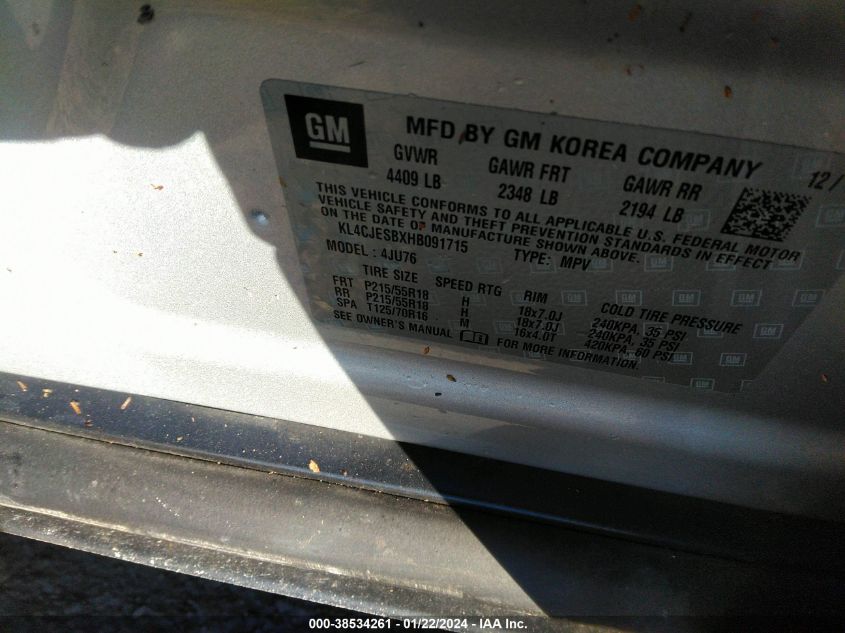 GM
MFD BY GM KOREA COMPANY 12/
GVWR GAWR FRT GAWR RR
4409 LB 2348 LB 2194 LB
THIS VEHICLE CONFORMS TO ALL APPLICABLE U.S. FEDERAL MOTOR
VEHICLE SAFETY AND THEFT PREVENTION STANDARDS IN EFFECT
ON THE DATE OF MANUFACTURE SHOWN ABOVE.
KL4CJESBXHB091715 TYPE: MPV
MODEL : 4JU76
TIRE SIZE SPEED RTG RIM COLD TIRE PRESSURE
FRT P215/55R18 H 18x7.0J 240KPA, 35 PSI
RR P215/55R18 H 18x7.0J 240KPA, 35 PSI
SPA T125/70R16 M 16x4.0T 420KPA, 60 PSI
SEE OWNER'S MANUAL FOR MORE INFORMATION.
000-38534261 - 01/22/2024 - IAA Inc.